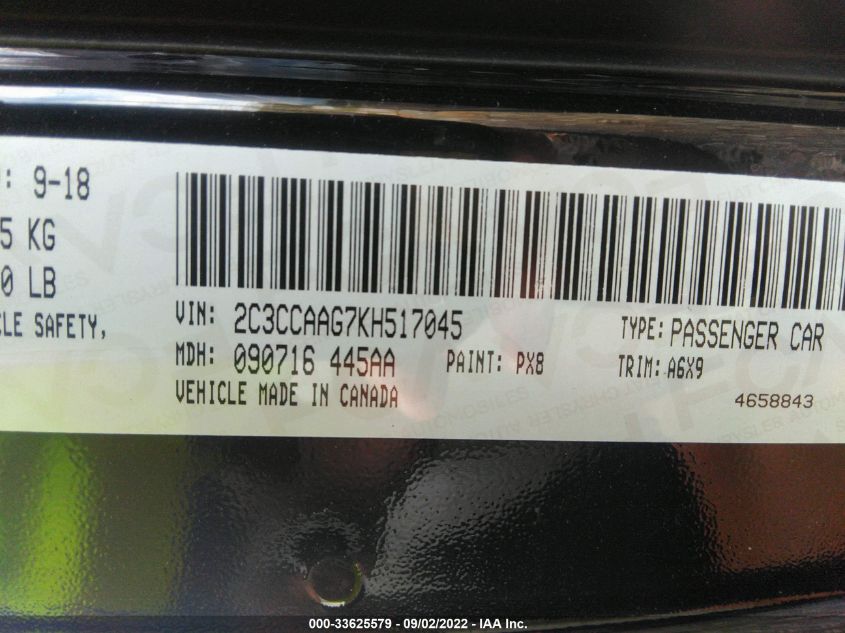 : 9-18
5 KG
0 LB
CLE SAFETY,
VIN: 2C3CCAAG7KH517045
TYPE: PASSENGER CAR
MDH: 090716 445AA
PAINT: PX8
TRIM: A6X9
VEHICLE MADE IN CANADA
4658843
000-33625579 - 09/02/2022 - IAA Inc.